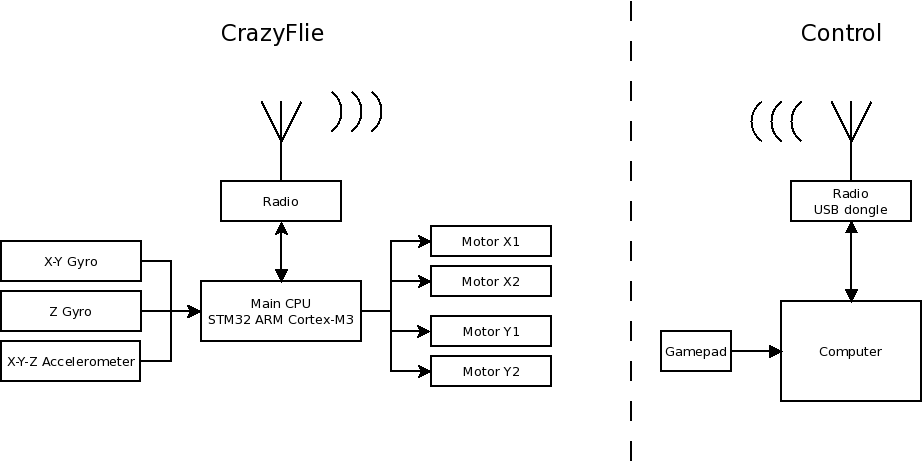 CrazyFlie
Control
Radio
Radio
USB dongle
X-Y Gyro
Z Gyro
X-Y-Z Accelerometer
Main CPU
STM32 ARM Cortex-M3
Motor X1
Motor X2
Motor Y1
Motor Y2
Gamepad
Computer